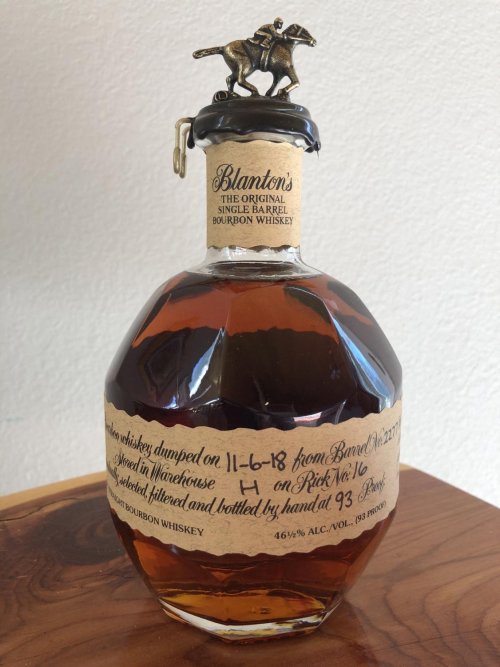 Blanton's
THE ORIGINAL
SINGLE BARREL
BOURBON WHISKEY
whiskey dumped on 11-6-18 from Barrel No.
Stored in Warehouse H on Rick No. 16
selected, filtered and bottled by hand at 93 Proof.
BOURBON WHISKEY 46½% ALC./VOL., (93 PROOF)